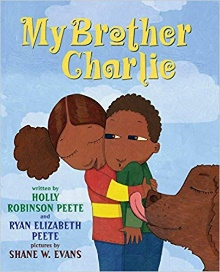 My Brother
Charlie
written by
HOLLY
ROBINSON PEETE
and
RYAN ELIZABETH
PEETE
pictures by
SHANE W. EVANS